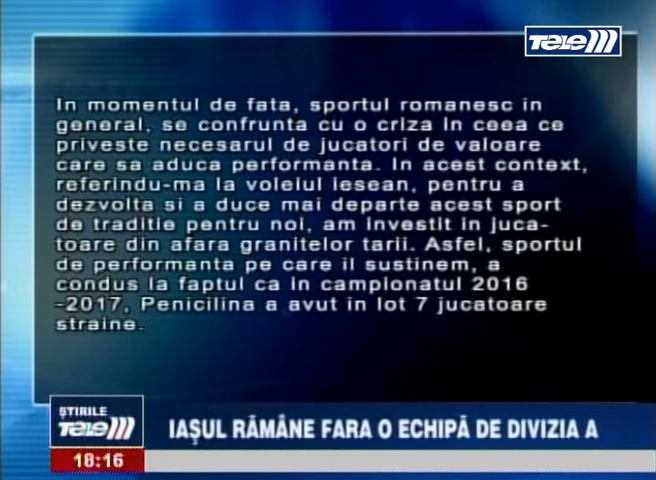 TELE M
In momentul de fata, sportul romanesc in
general, se confrunta cu o criza in ceea ce
priveste necesarul de jucatori de valoare
care sa aduca performanta. In acest context,
referindu-ma la voleiul iesean, pentru a
dezvolta si a duce mai departe acest sport
de traditie pentru noi, am investit in juca-
toare din afara granitelor tarii. Asfel, sportul
de performanta pe care il sustinem, a
condus la faptul ca in campionatul 2016
-2017, Penicilina a avut in lot 7 jucatoare
straine.
ȘTIRILE
TELE M
IAȘUL RĂMÂNE FARA O ECHIPĂ DE DIVIZIA A
18:16